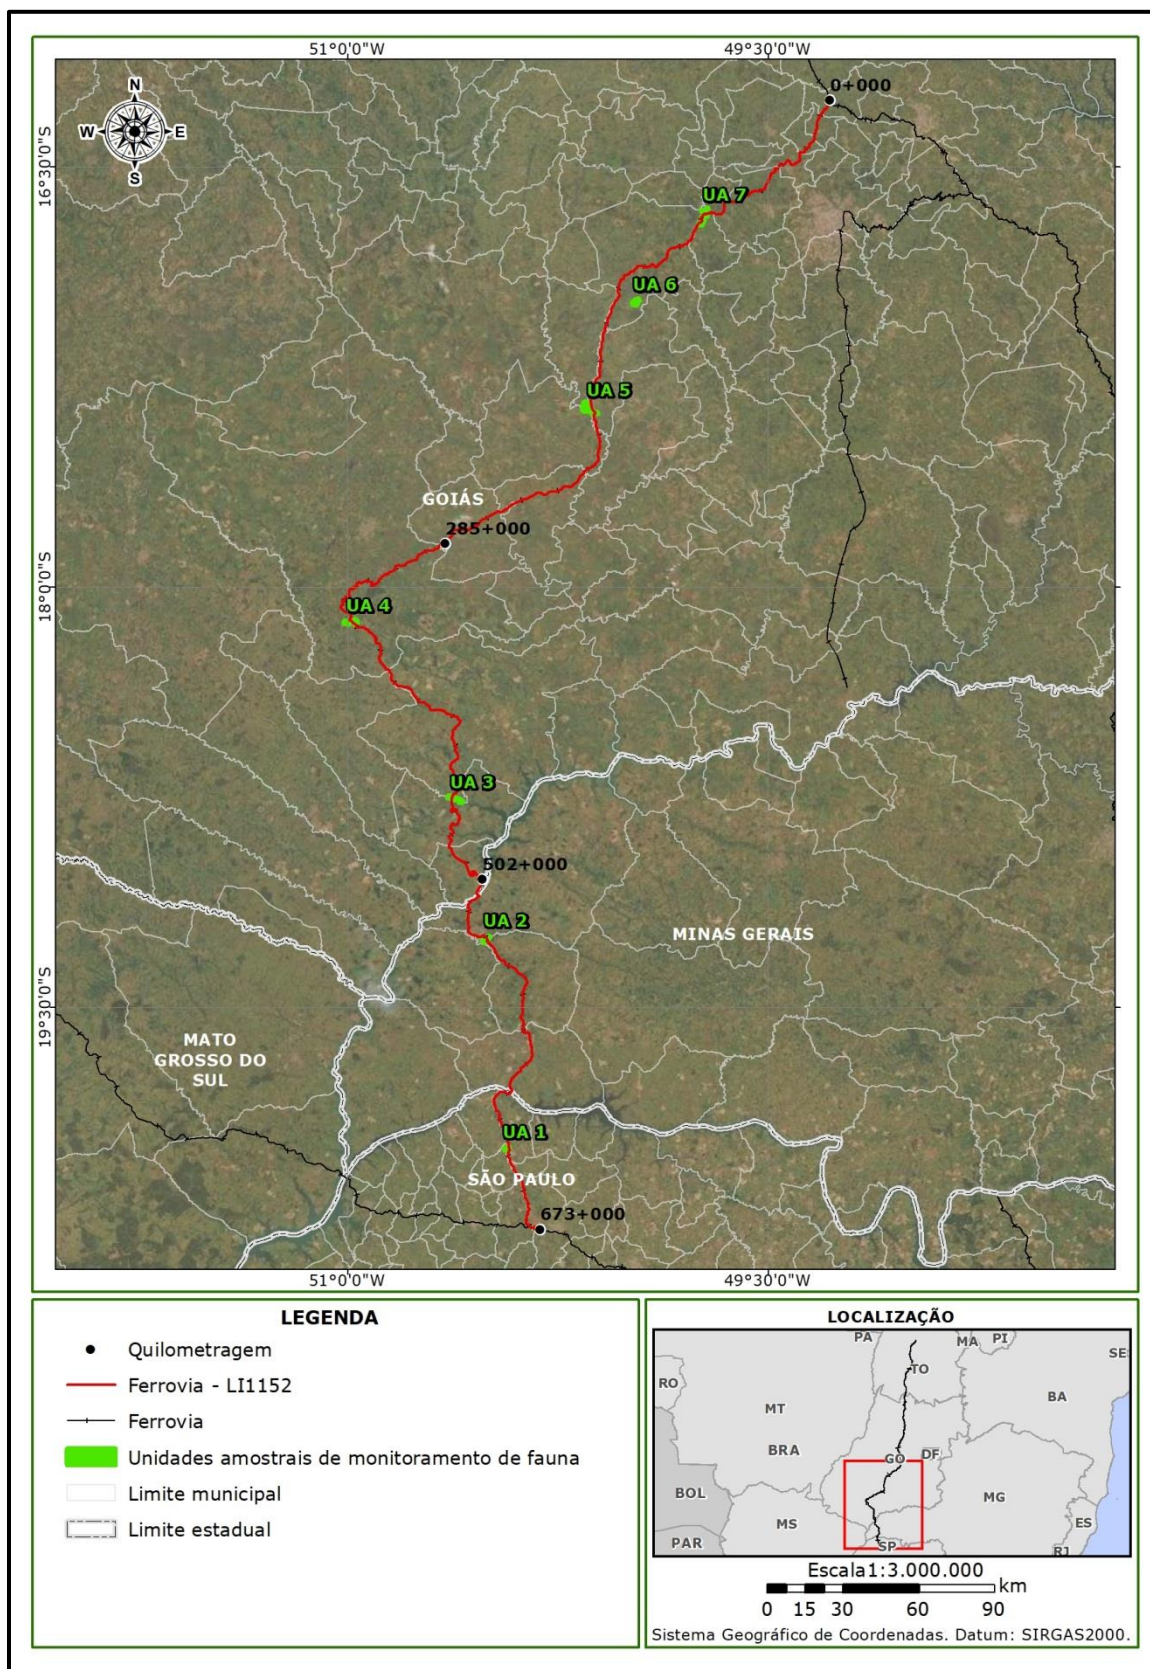 51°0'0"W
49°30'0"W
N
W
E
S
0+000
16°30'0"S
UA 7
UA 6
UA 5
GOIÁS
285+000
18°0'0"S
UA 4
UA 3
502+000
UA 2
MINAS GERAIS
19°30'0"S
MATO
GROSSO DO
SUL
UA 1
SÃO PAULO
673+000
51°0'0"W
49°30'0"W
LEGENDA
Quilometragem
Ferrovia - LI1152
Ferrovia
Unidades amostrais de monitoramento de fauna
Limite municipal
Limite estadual
LOCALIZAÇÃO
PA
MA
PI
SE
TO
RO
BA
MT
BRA
DF
GO
BOL
MG
MS
ES
PAR
SP
RJ
Escala1:3.000.000
km
0 15 30 60 90
Sistema Geográfico de Coordenadas. Datum: SIRGAS2000.